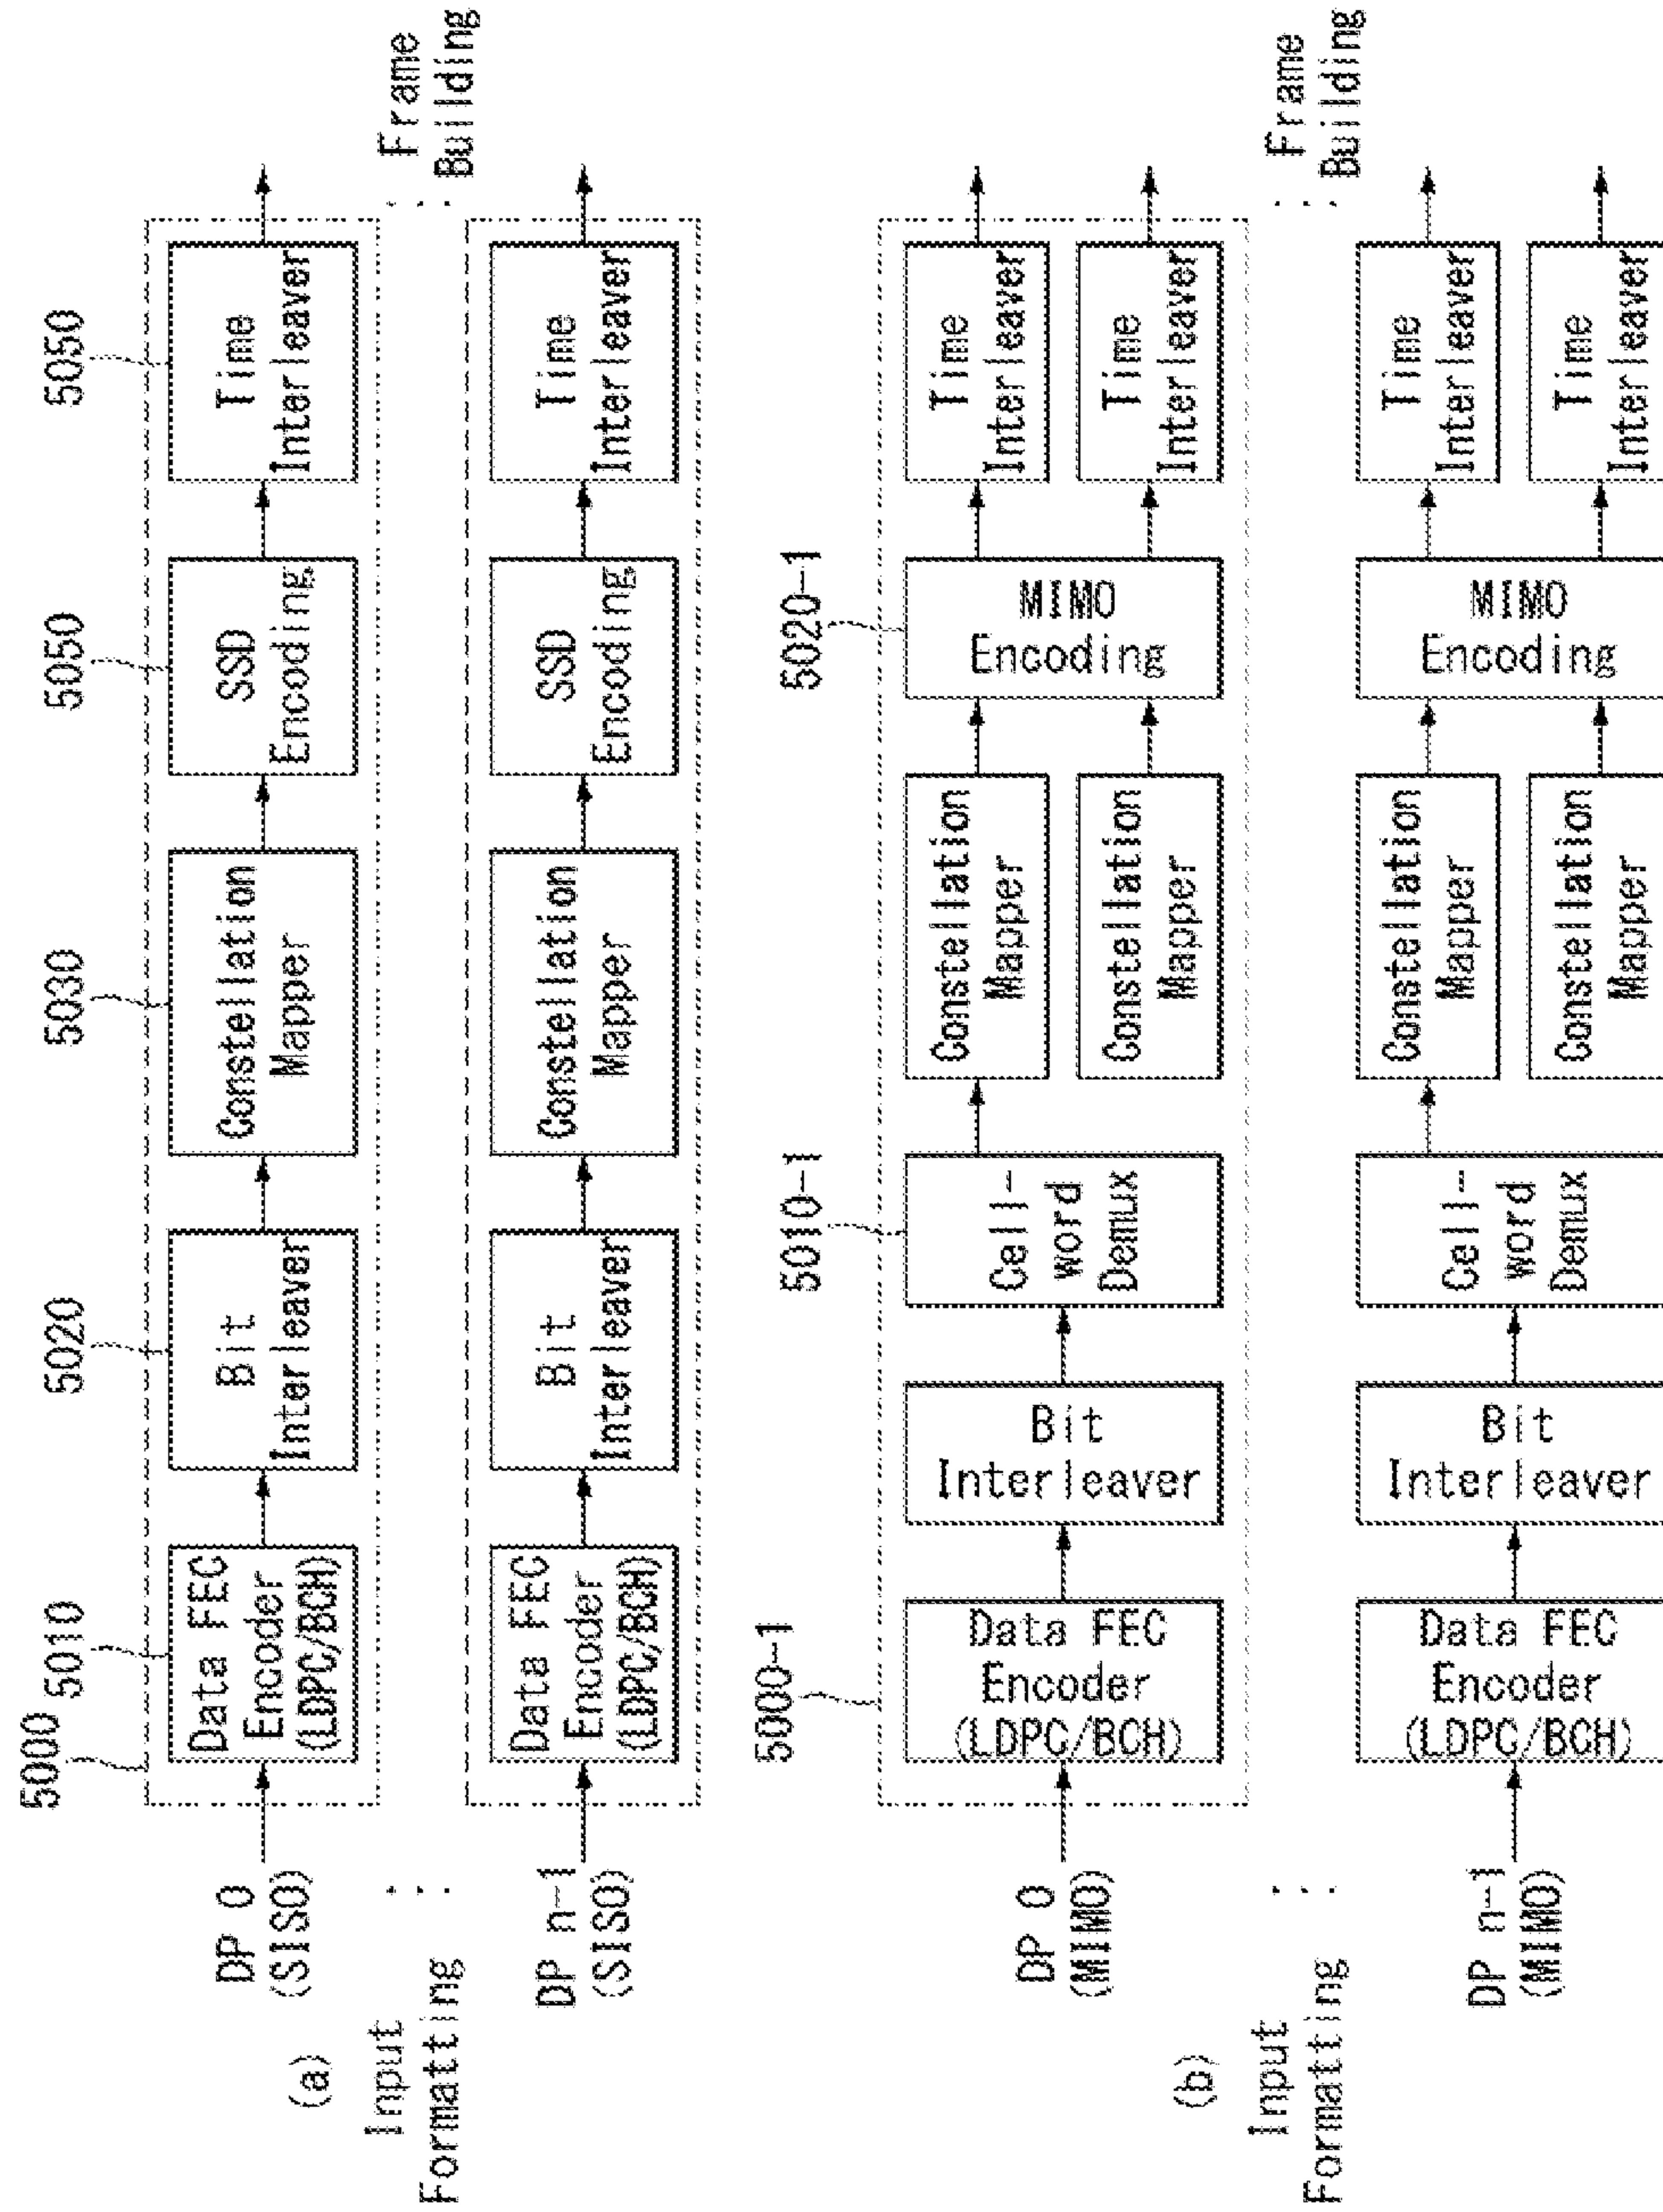 (a)
Input
Formatting
DP 0
(SISO)
⋮
DP n-1
(SISO)
5000
5010
Data FEC
Encoder
(LDPC/BCH)
5020
Bit
Interleaver
5030
Constellation
Mapper
5050
SSD
Encoding
5050
Time
Interleaver
Data FEC
Encoder
(LDPC/BCH)
Bit
Interleaver
Constellation
Mapper
SSD
Encoding
Time
Interleaver
⋮
Frame
Building
(b)
Input
Formatting
DP 0
(MIMO)
⋮
DP n-1
(MIMO)
5000-1
Data FEC
Encoder
(LDPC/BCH)
Bit
Interleaver
5010-1
Cell-
word
Demux
Constellation
Mapper
Constellation
Mapper
5020-1
MIMO
Encoding
Time
Interleaver
Time
Interleaver
Data FEC
Encoder
(LDPC/BCH)
Bit
Interleaver
Cell-
word
Demux
Constellation
Mapper
Constellation
Mapper
MIMO
Encoding
Time
Interleaver
Time
Interleaver
⋮
Frame
Building